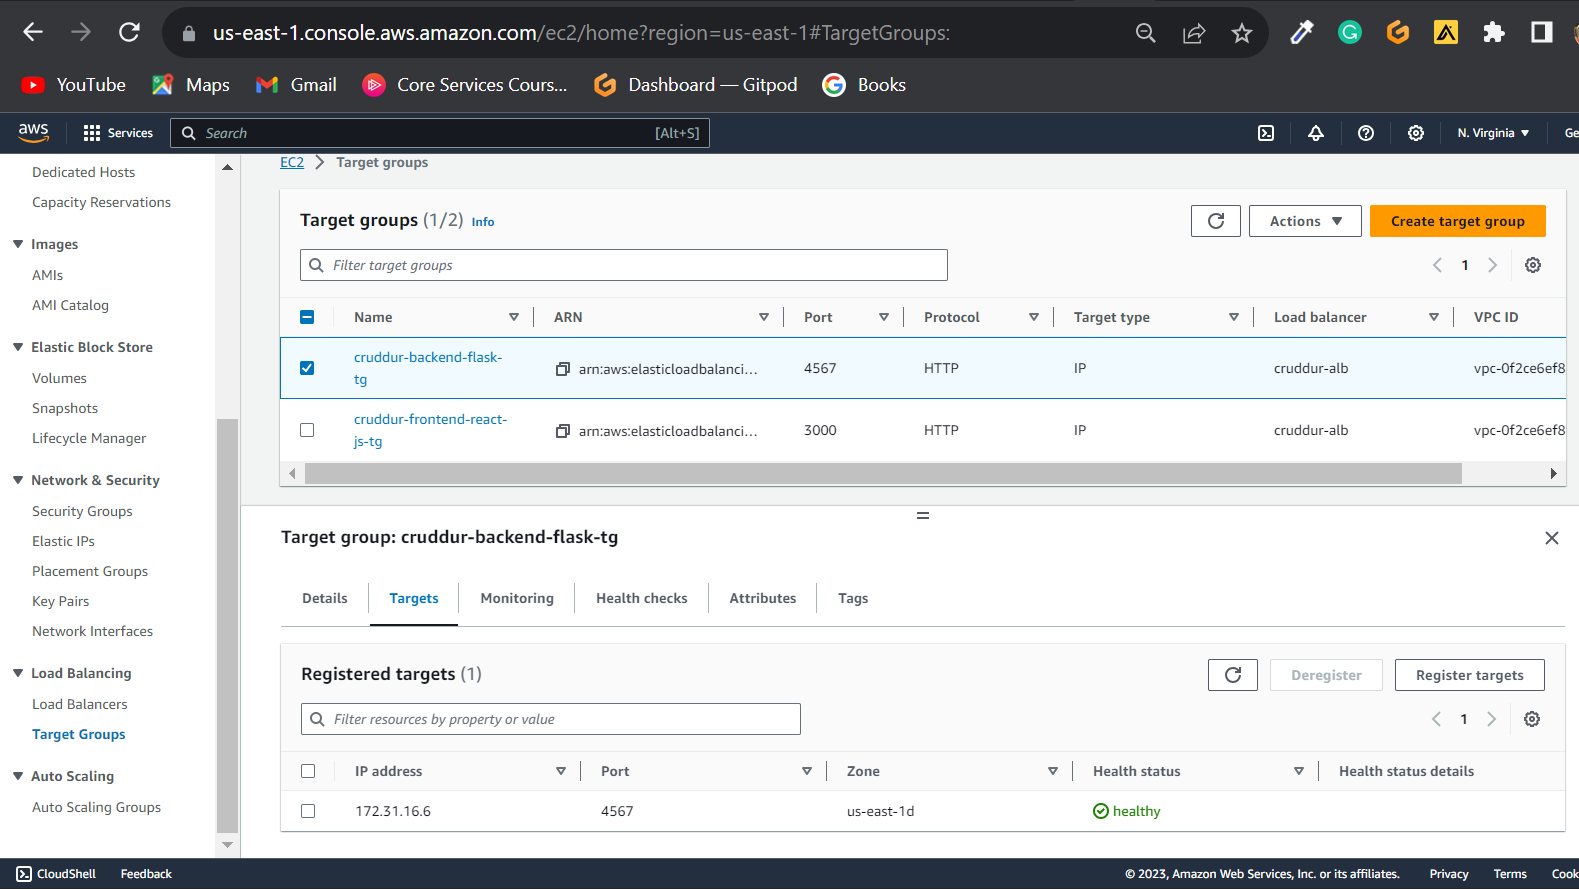 us-east-1.console.aws.amazon.com/ec2/home?region=us-east-1#TargetGroups:
YouTube Maps Gmail Core Services Cours... Dashboard — Gitpod Books
aws Services Search [Alt+S] N. Virginia Ge
Dedicated Hosts
Capacity Reservations
Images
AMIs
AMI Catalog
Elastic Block Store
Volumes
Snapshots
Lifecycle Manager
Network & Security
Security Groups
Elastic IPs
Placement Groups
Key Pairs
Network Interfaces
Load Balancing
Load Balancers
Target Groups
Auto Scaling
Auto Scaling Groups
EC2 Target groups
Target groups (1/2) Info
Actions Create target group
Filter target groups
1
Name ARN Port Protocol Target type Load balancer VPC ID
cruddur-backend-flask-
tg
arn:aws:elasticloadbalanci... 4567 HTTP IP cruddur-alb vpc-0f2ce6ef8
cruddur-frontend-react-
js-tg
arn:aws:elasticloadbalanci... 3000 HTTP IP cruddur-alb vpc-0f2ce6ef8
Target group: cruddur-backend-flask-tg
Details Targets Monitoring Health checks Attributes Tags
Registered targets (1)
Deregister Register targets
Filter resources by property or value
1
IP address Port Zone Health status Health status details
172.31.16.6 4567 us-east-1d healthy
CloudShell Feedback © 2023, Amazon Web Services, Inc. or its affiliates. Privacy Terms Cook